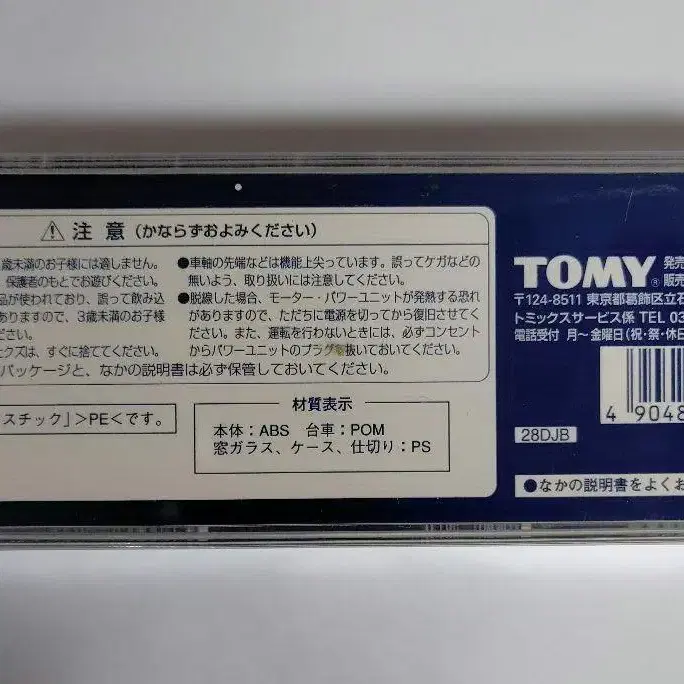 ⚠ 注意 (かならずおよみください)
歳未満のお子様には適しません。
保護者のもとでお遊びください。
品が使われており、誤って飲み込
ありますので、3歳未満のお子様
ださい。
クズは、すぐに捨ててください。
●車軸の先端などは機能上尖っています。誤ってケガなどの
無いよう、取り扱いには注意してください。
●脱線した場合、モーター・パワーユニットが発熱する恐れ
がありますので、ただちに電源を切ってから復旧させてく
ださい。また、運転を行わないときには、必ずコンセント
からパワーユニットのプラグを抜いておいてください。
パッケージと、なかの説明書は必ず保管しておいてください。
スチック」>PE<です。
材質表示
本体:ABS 台車:POM
窓ガラス、ケース、仕切り:PS
TOMY®
発売
販売
〒124-8511 東京都葛飾区立石
トミックスサービス係 TEL 03
電話受付 月~金曜日(祝・祭・休日
4 9048
28DJB
●なかの説明書をよくお